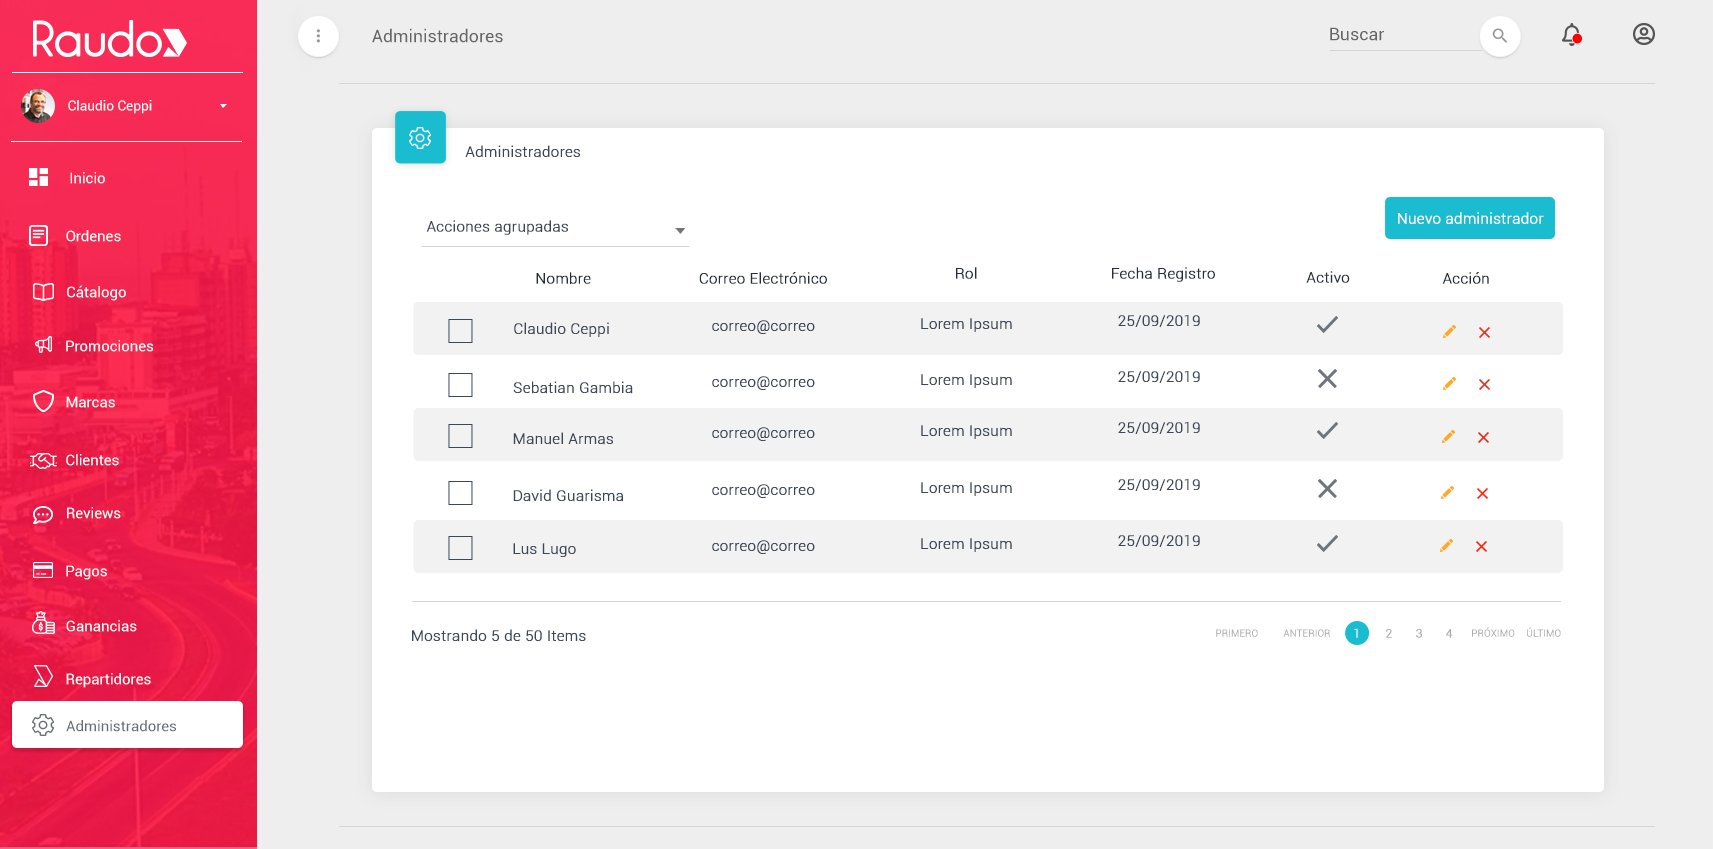 Raudo
Claudio Ceppi
Inicio
Ordenes
Cátalogo
Promociones
Marcas
Clientes
Reviews
Pagos
Ganancias
Repartidores
Administradores
Administradores
Buscar
Administradores
Acciones agrupadas
Nuevo administrador
Nombre Correo Electrónico Rol Fecha Registro Activo Acción
Claudio Ceppi correo@correo Lorem Ipsum 25/09/2019
Sebatian Gambia correo@correo Lorem Ipsum 25/09/2019
Manuel Armas correo@correo Lorem Ipsum 25/09/2019
David Guarisma correo@correo Lorem Ipsum 25/09/2019
Lus Lugo correo@correo Lorem Ipsum 25/09/2019
Mostrando 5 de 50 Items
PRIMERO ANTERIOR 1 2 3 4 PRÓXIMO ÚLTIMO